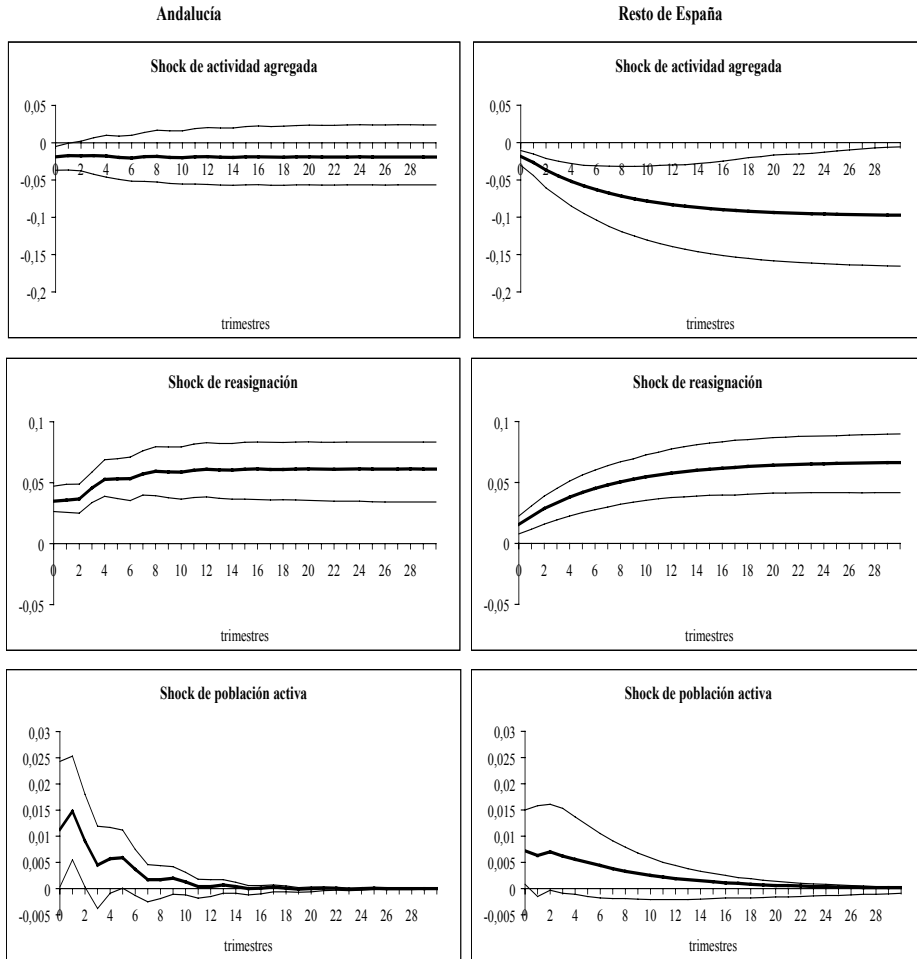 Andalucía
Resto de España
Shock de actividad agregada
0,05
0
-0,05
-0,1
-0,15
-0,2
0 2 4 6 8 10 12 14 16 18 20 22 24 26 28
trimestres
Shock de actividad agregada
0,05
0
-0,05
-0,1
-0,15
-0,2
0 2 4 6 8 10 12 14 16 18 20 22 24 26 28
trimestres
Shock de reasignación
0,1
0,05
0
-0,05
0 2 4 6 8 10 12 14 16 18 20 22 24 26 28
trimestres
Shock de reasignación
0,1
0,05
0
-0,05
0 2 4 6 8 10 12 14 16 18 20 22 24 26 28
trimestres
Shock de población activa
0,03
0,025
0,02
0,015
0,01
0,005
0
-0,005
0 2 4 6 8 10 12 14 16 18 20 22 24 26 28
trimestres
Shock de población activa
0,03
0,025
0,02
0,015
0,01
0,005
0
-0,005
0 2 4 6 8 10 12 14 16 18 20 22 24 26 28
trimestres